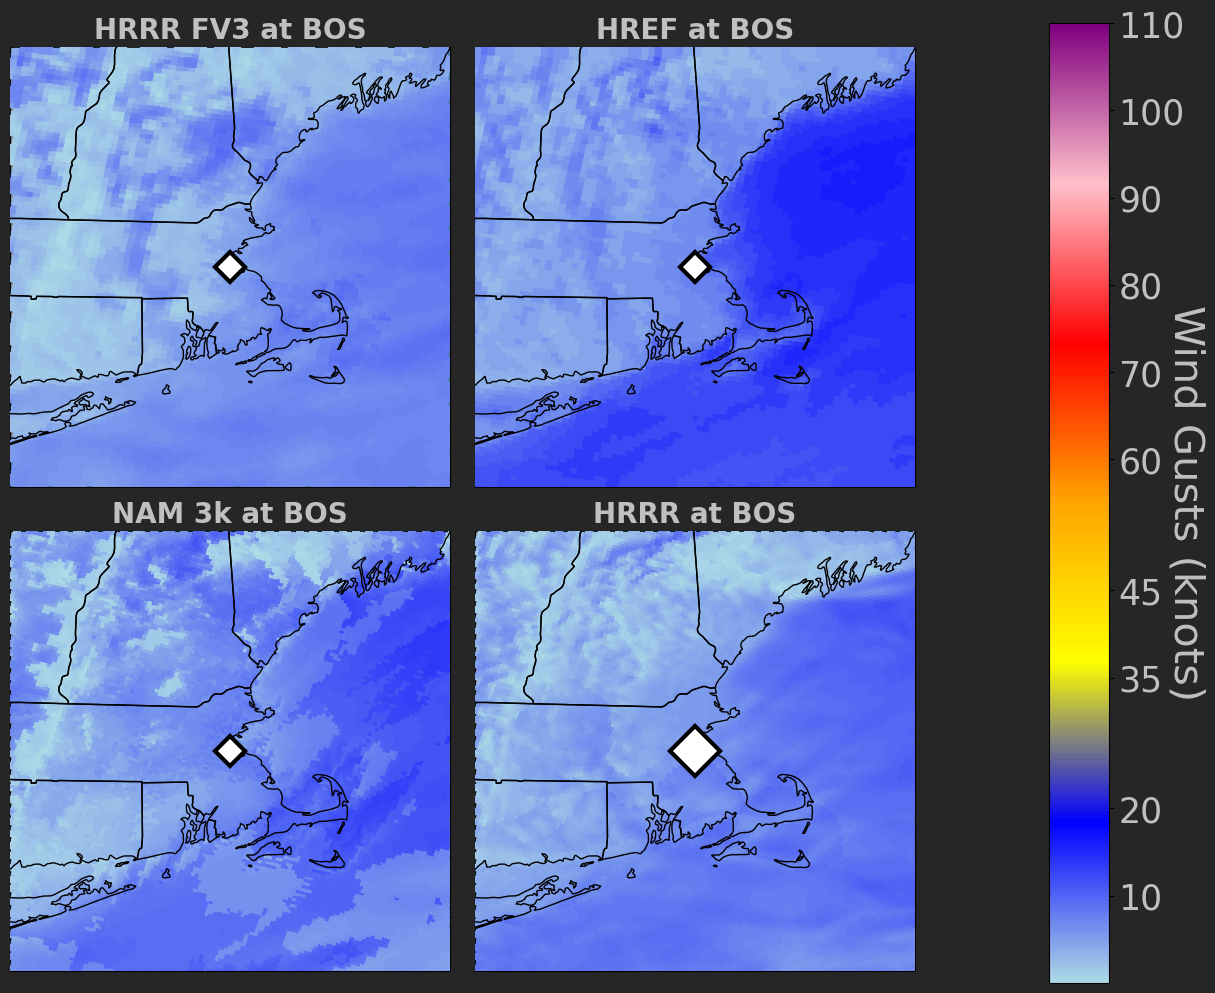 HRRR FV3 at BOS
HREF at BOS
NAM 3k at BOS
HRRR at BOS
110
100
90
80
70
60
45
35
20
10
Wind Gusts (knots)